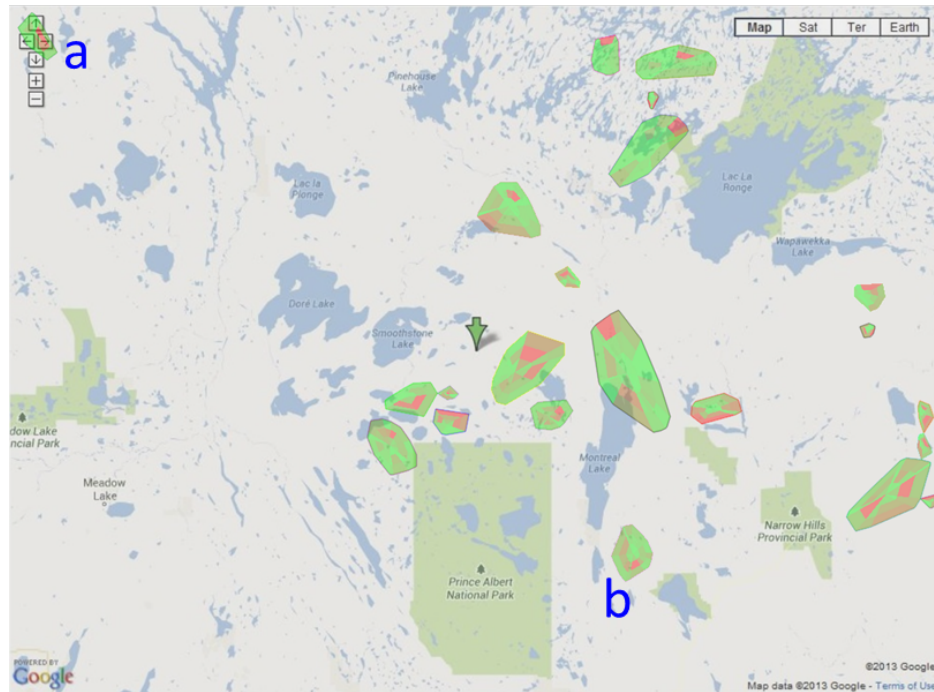 a
Map Sat Ter Earth
Pinehouse
Lake
Lac la
Plonge
Lac La
Ronge
Wapawekka
Lake
Doré Lake
Smoothstone
Lake
dow Lake
ncial Park
Meadow
Lake
Montreal
Lake
Narrow Hills
Provincial Park
Prince Albert
National Park
b
POWERED BY
Google
©2013 Google
Map data ©2013 Google - Terms of Use